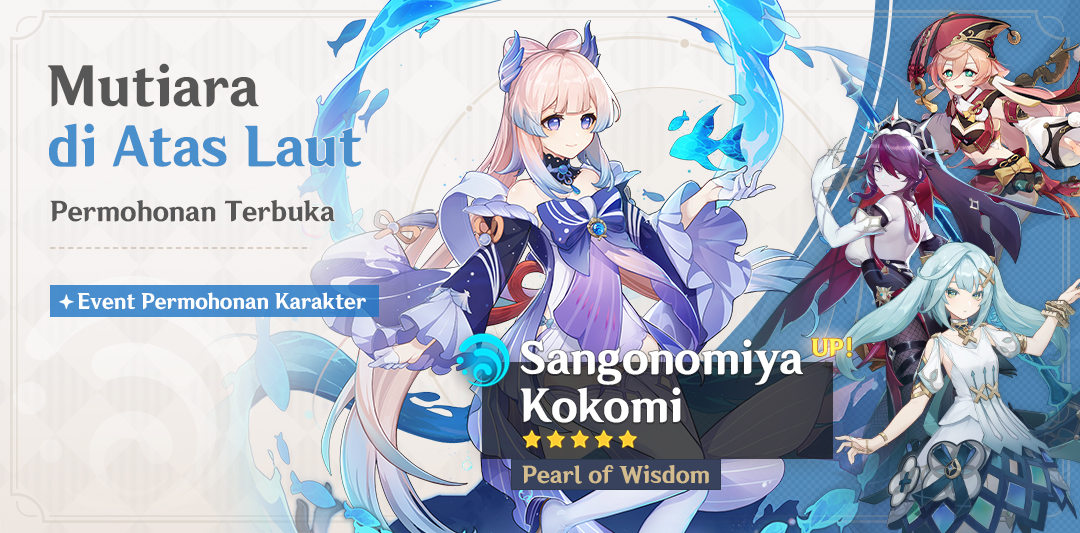 Mutiara
di Atas Laut
Permohonan Terbuka
Event Permohonan Karakter
UP!
Sangonomiya
Kokomi
Pearl of Wisdom